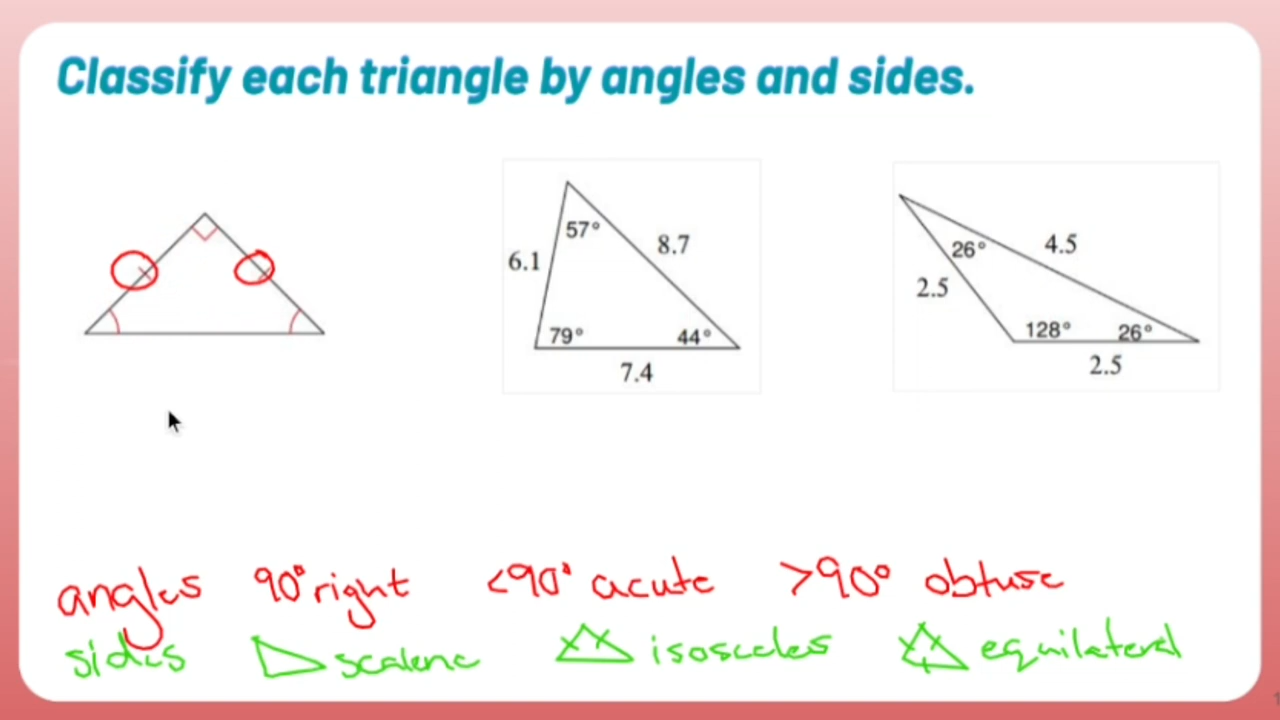 Classify each triangle by angles and sides.
57° 8.7
6.1
79° 44°
7.4
26° 4.5
2.5
128° 26°
2.5
angles 90° right <90° acute >90° obtuse
sides scalene isosceles equilateral